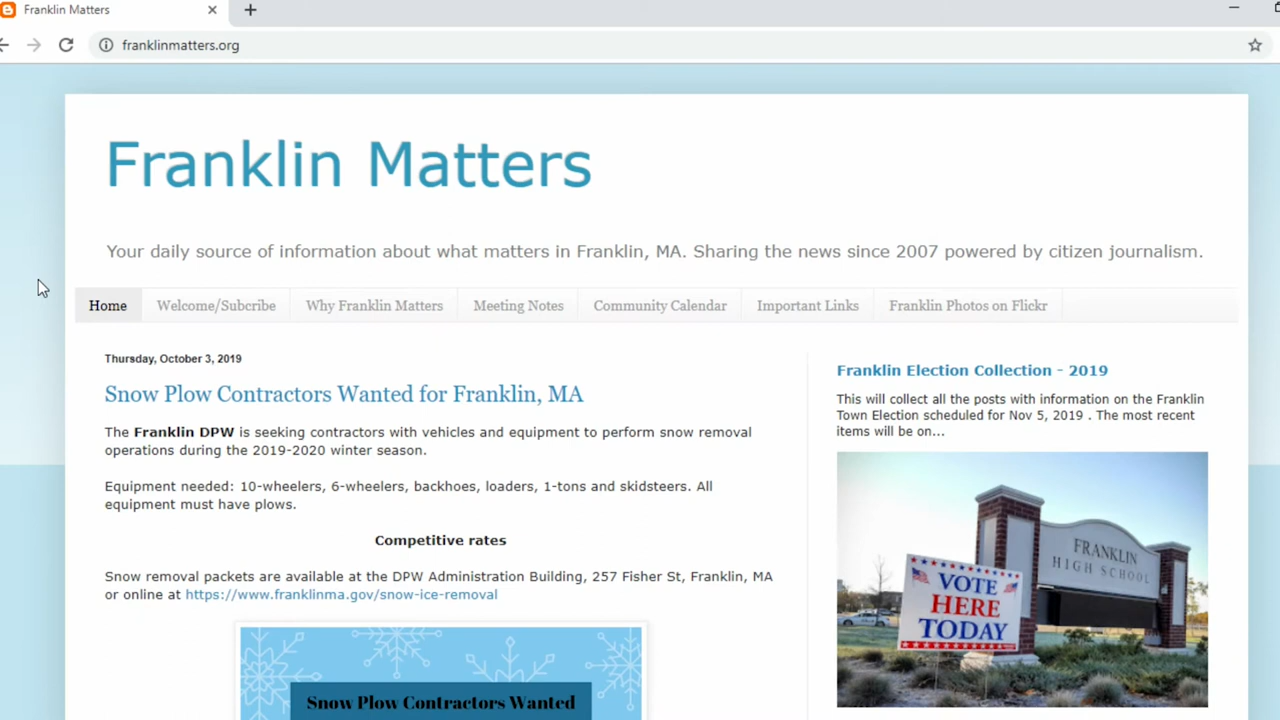 Franklin Matters
franklinmatters.org
Franklin Matters
Your daily source of information about what matters in Franklin, MA. Sharing the news since 2007 powered by citizen journalism.
Home
Welcome/Subcribe
Why Franklin Matters
Meeting Notes
Community Calendar
Important Links
Franklin Photos on Flickr
Thursday, October 3, 2019
Snow Plow Contractors Wanted for Franklin, MA
The Franklin DPW is seeking contractors with vehicles and equipment to perform snow removal
operations during the 2019-2020 winter season.
Equipment needed: 10-wheelers, 6-wheelers, backhoes, loaders, 1-tons and skidsteers. All
equipment must have plows.
Competitive rates
Snow removal packets are available at the DPW Administration Building, 257 Fisher St, Franklin, MA
or online at https://www.franklinma.gov/snow-ice-removal
Snow Plow Contractors Wanted
Franklin Election Collection - 2019
This will collect all the posts with information on the Franklin
Town Election scheduled for Nov 5, 2019 . The most recent
items will be on...
FRANKLIN
HIGH SCHOOL
VOTE
HERE
TODAY